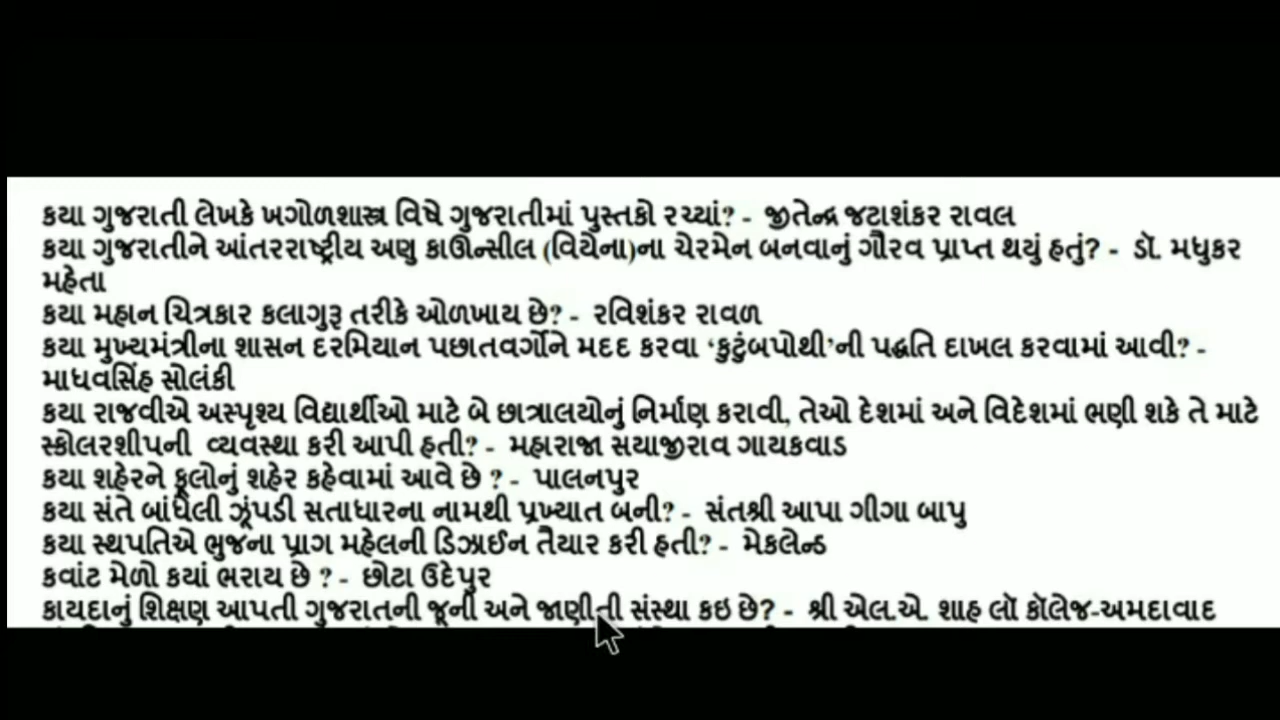 કયા ગુજરાતી લેખકે ખગોળશાસ્ત્ર વિષે ગુજરાતીમાં પુસ્તકો રચ્યાં? - જીતેન્દ્ર જટાશંકર રાવલ
કયા ગુજરાતીને આંતરરાષ્ટ્રીય અણુ કાઊન્સીલ (વિયેના)ના ચેરમેન બનવાનું ગૌરવ પ્રાપ્ત થયું હતું? - ડૉ. મધુકર
મહેતા
કયા મહાન ચિત્રકાર કલાગુરૂ તરીકે ઓળખાય છે? - રવિશંકર રાવળ
કયા મુખ્યમંત્રીના શાસન દરમિયાન પછાતવર્ગોને મદદ કરવા ‘કુટુંબપોથી’ની પદ્ધતિ દાખલ કરવામાં આવી? -
માધવસિંહ સોલંકી
કયા રાજવીએ અસ્પૃશ્ય વિદ્યાર્થીઓ માટે બે છાત્રાલયોનું નિર્માણ કરાવી, તેઓ દેશમાં અને વિદેશમાં ભણી શકે તે માટે
સ્કોલરશીપની વ્યવસ્થા કરી આપી હતી? - મહારાજા સયાજીરાવ ગાયકવાડ
કયા શહેરને ફૂલોનું શહેર કહેવામાં આવે છે ? - પાલનપુર
કયા સંતે બાંધેલી ઝૂંપડી સતાધારના નામથી પ્રખ્યાત બની? - સંતશ્રી આપા ગીગા બાપુ
કયા સ્થપતિએ ભુજના પ્રાગ મહેલની ડિઝાઈન તૈયાર કરી હતી? - મેકલેન્ડ
કવાંટ મેળો કયાં ભરાય છે ? - છોટા ઉદેપુર
કાયદાનું શિક્ષણ આપતી ગુજરાતની જૂની અને જાણીતી સંસ્થા કઇ છે? - શ્રી એલ.એ. શાહ લૉ કૉલેજ-અમદાવાદ